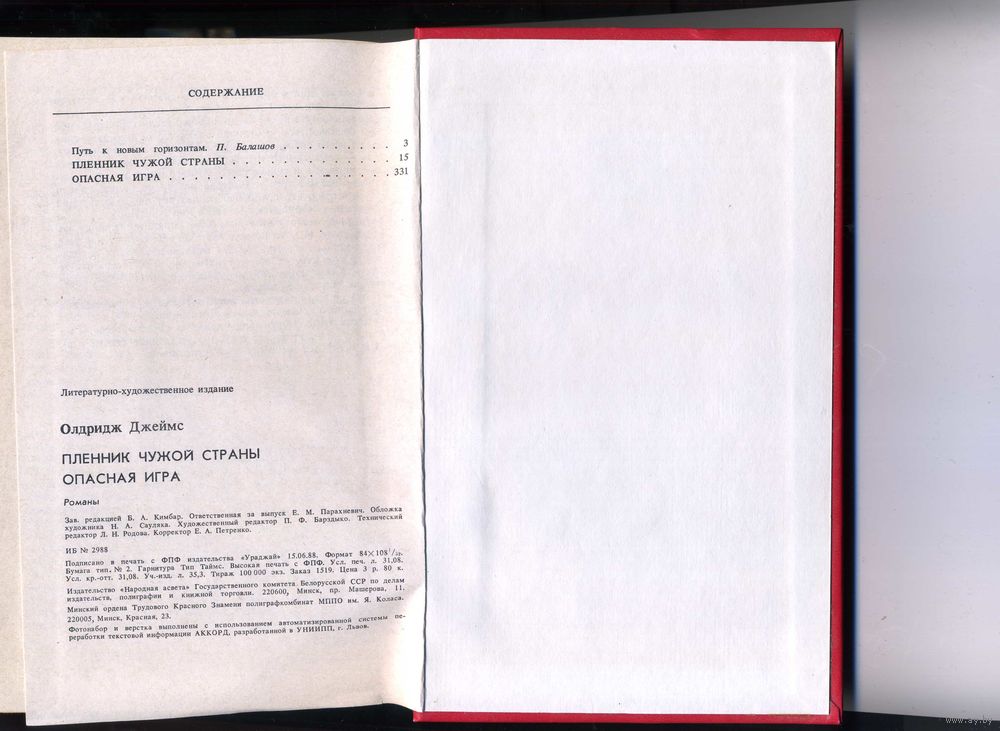 СОДЕРЖАНИЕ
Путь к новым горизонтам. П. Балашов . . . . . . . . . 3
ПЛЕННИК ЧУЖОЙ СТРАНЫ . . . . . . . . . . . . . 15
ОПАСНАЯ ИГРА . . . . . . . . . . . . . . . . . . 331
Литературно-художественное издание
Олдридж Джеймс
ПЛЕННИК ЧУЖОЙ СТРАНЫ
ОПАСНАЯ ИГРА
Романы
Зав. редакцией Б. А. Кимбар. Ответственная за выпуск Е. М. Парахневич. Обложка
художника Н. А. Сауляка. Художественный редактор П. Ф. Барздыко. Технический
редактор Л. Н. Родова. Корректор Е. А. Петренко.
ИБ № 2988
Подписано в печать с ФПФ издательства «Ураджай» 15.06.88. Формат 84×108 1/32.
Бумага тип. № 2. Гарнитура Тип Таймс. Высокая печать с ФПФ. Усл. печ. л. 31,08.
Усл. кр.-отт. 31,08. Уч.-изд. л. 35,3. Тираж 100 000 экз. Заказ 1519. Цена 3 р. 80 к.
Издательство «Народная асвета» Государственного комитета Белорусской ССР по делам
издательств, полиграфии и книжной торговли. 220600, Минск, пр. Машерова, 11.
Минский ордена Трудового Красного Знамени полиграфкомбинат МППО им. Я. Коласа.
220005, Минск, Красная, 23.
Фотонабор и верстка выполнены с использованием автоматизированной системы пе-
реработки текстовой информации АККОРД, разработанной в УНИИПП, г. Львов.
www.ay.by